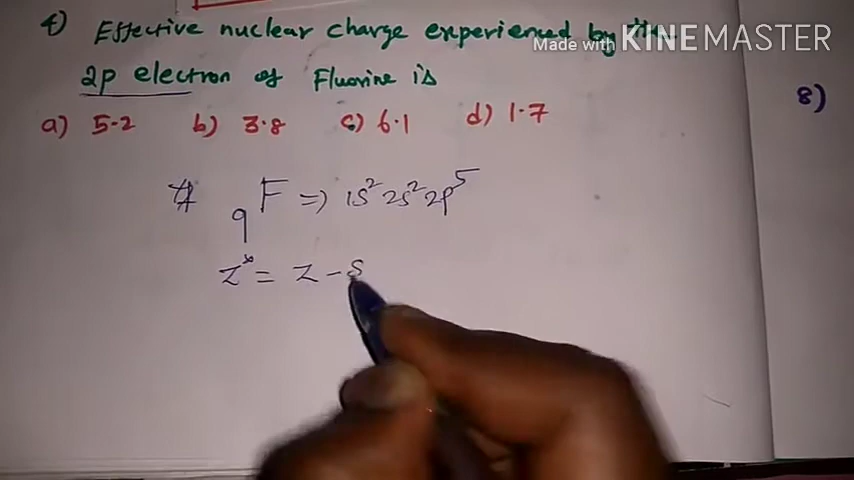 4) Effective nuclear charge experienced by
Made with KINEMASTER
2p electron of Fluorine is
a) 5.2 b) 3.8 c) 6.1 d) 1.7
8)
9F => 1S² 2s² 2p⁵
Z* = Z - S